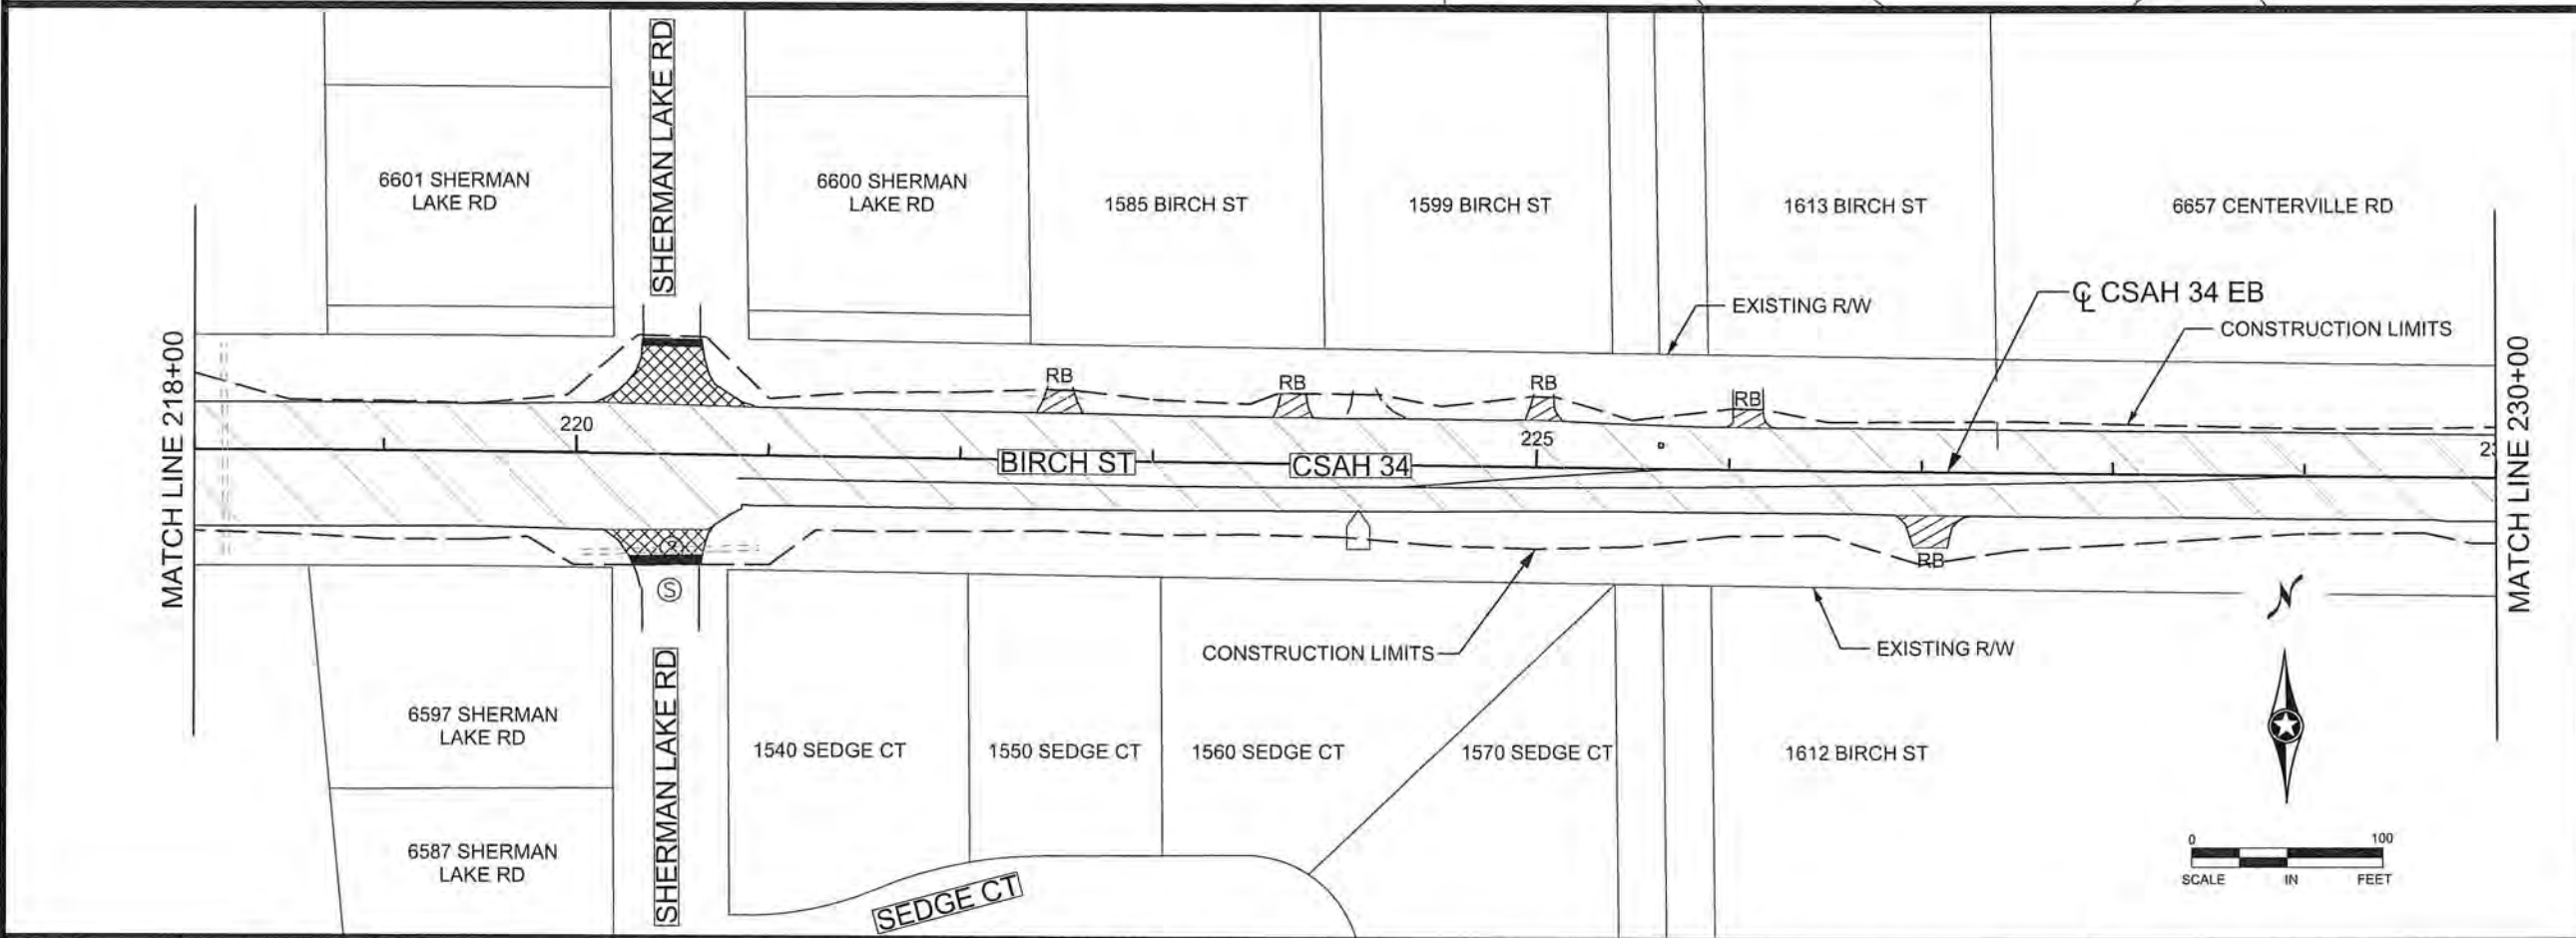 SHERMAN LAKE RD
6601 SHERMAN
LAKE RD
6600 SHERMAN
LAKE RD
1585 BIRCH ST
1599 BIRCH ST
1613 BIRCH ST
6657 CENTERVILLE RD
EXISTING R/W
℄ CSAH 34 EB
CONSTRUCTION LIMITS
MATCH LINE 218+00
MATCH LINE 230+00
RB
RB
RB
RB
220
225
23
BIRCH ST
CSAH 34
RB
S
N
CONSTRUCTION LIMITS
EXISTING R/W
SHERMAN LAKE RD
6597 SHERMAN
LAKE RD
1540 SEDGE CT
1550 SEDGE CT
1560 SEDGE CT
1570 SEDGE CT
1612 BIRCH ST
6587 SHERMAN
LAKE RD
SEDGE CT
0 100
SCALE IN FEET